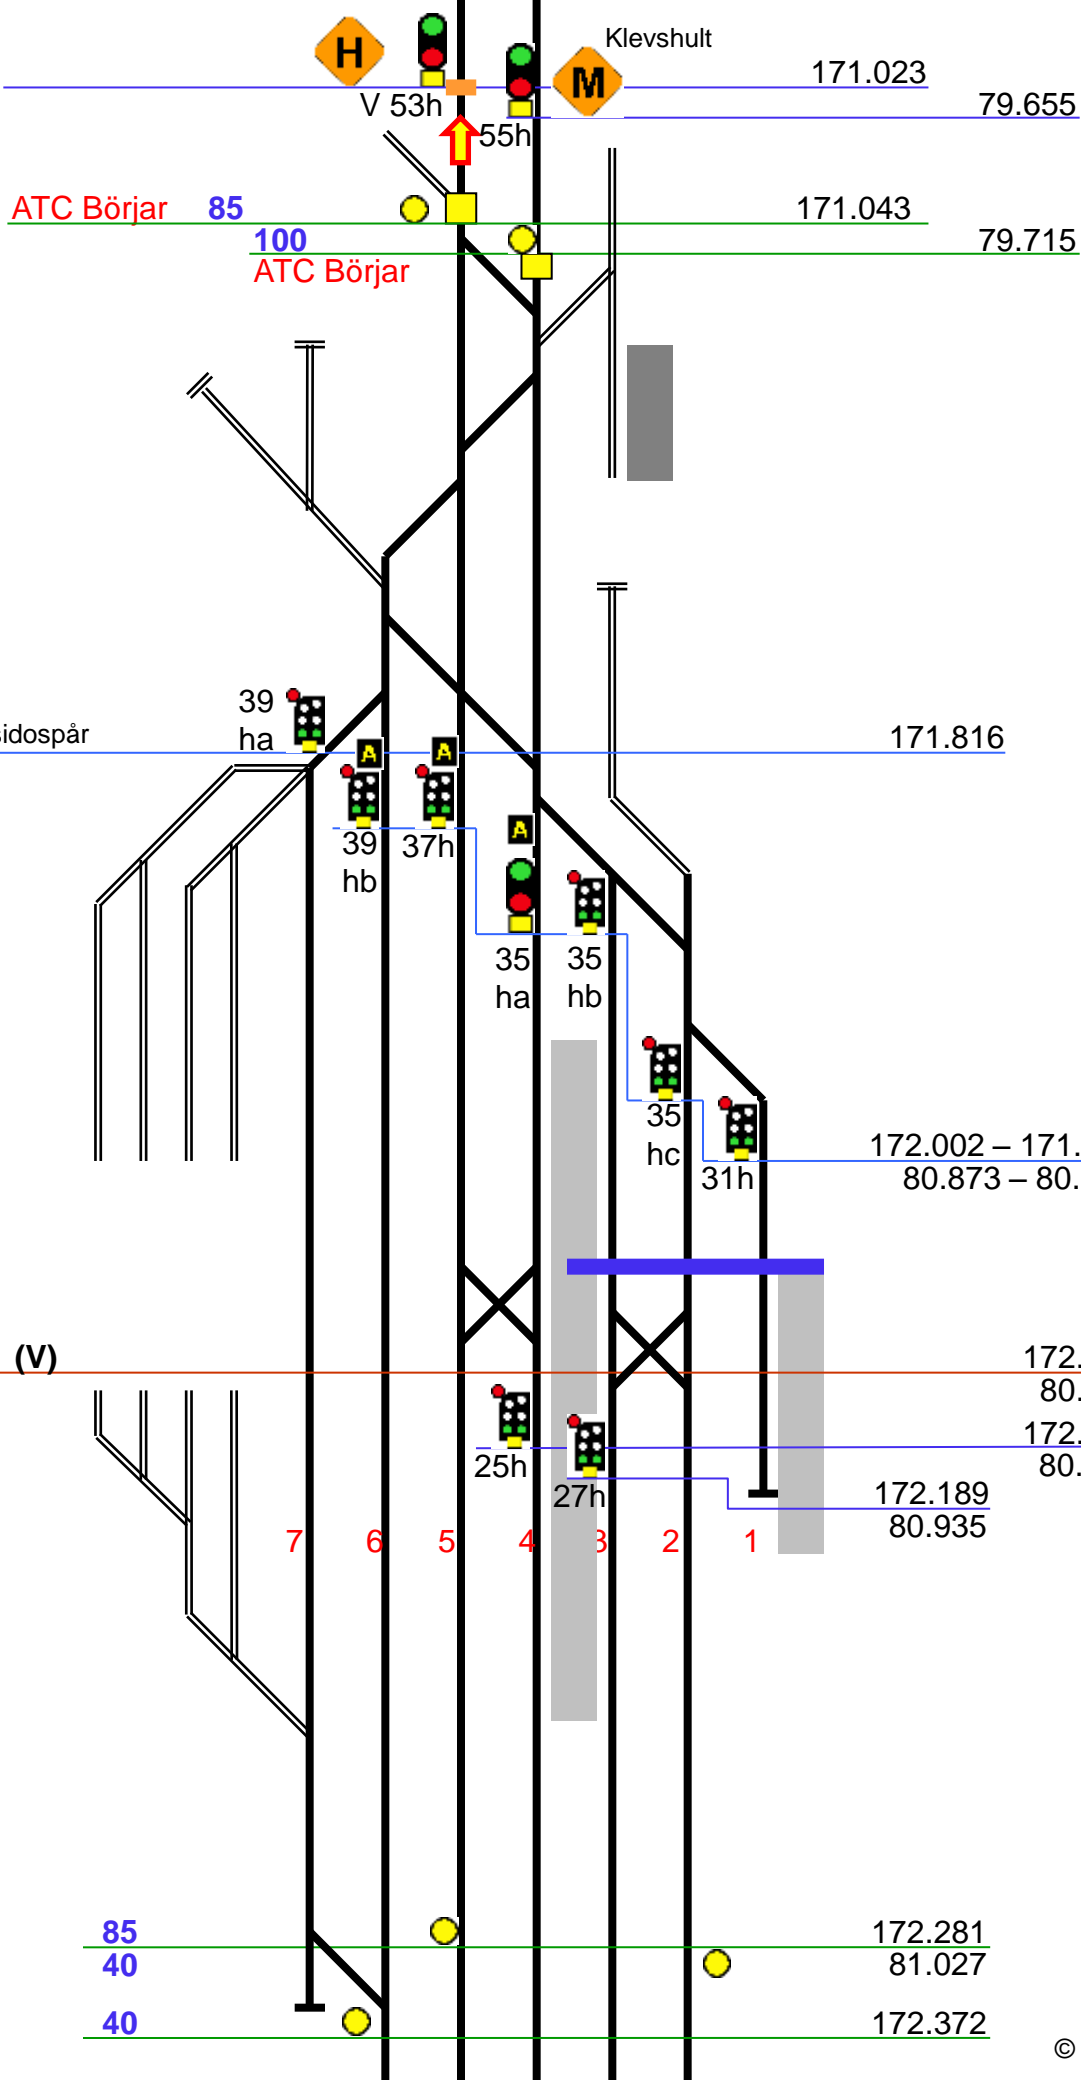 Klevshult
H
M
171.023
V 53h
79.655
55h
ATC Börjar 85
171.043
100
79.715
ATC Börjar
39
ha
sidospår
171.816
A
A
39
hb
37h
A
35
ha
35
hb
35
hc
31h
172.002 – 171.
80.873 – 80.
(V)
172.
80.
172.
80.
25h
27h
172.189
80.935
7 6 5 4 3 2 1
85
172.281
40
81.027
40
172.372
©